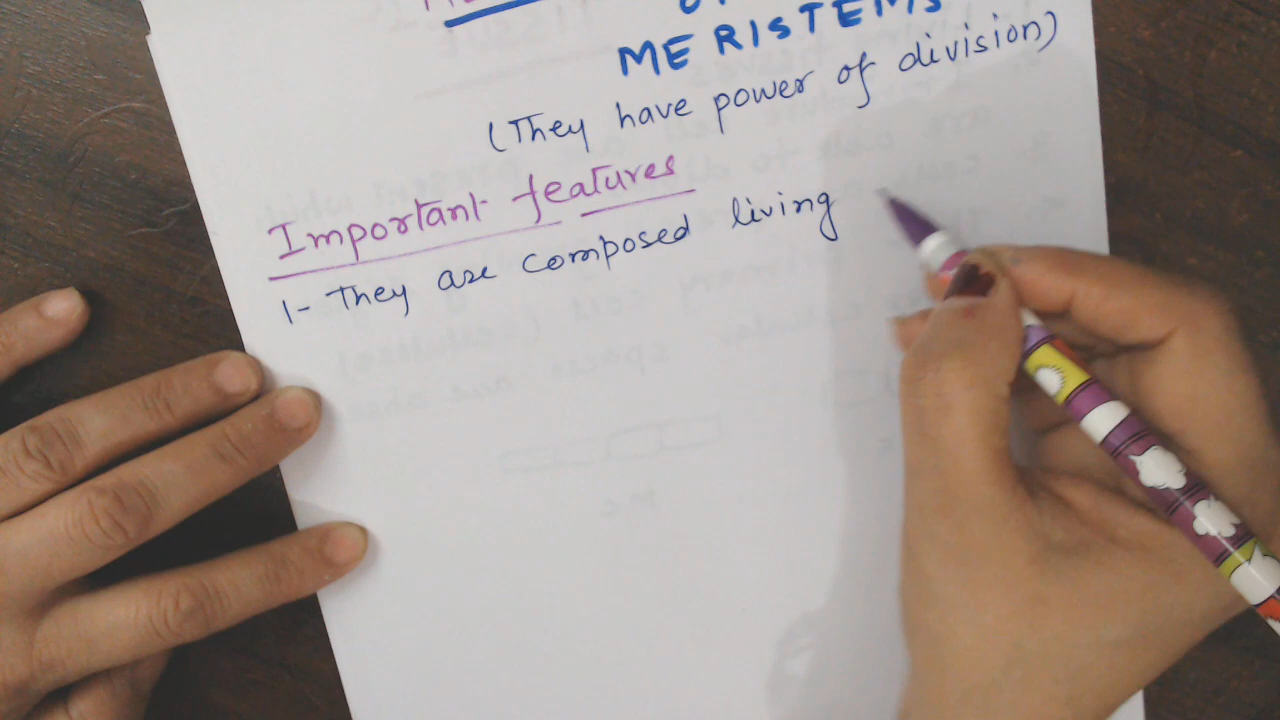 MERISTEMS
(They have power of division)
Important features
1- They are composed living